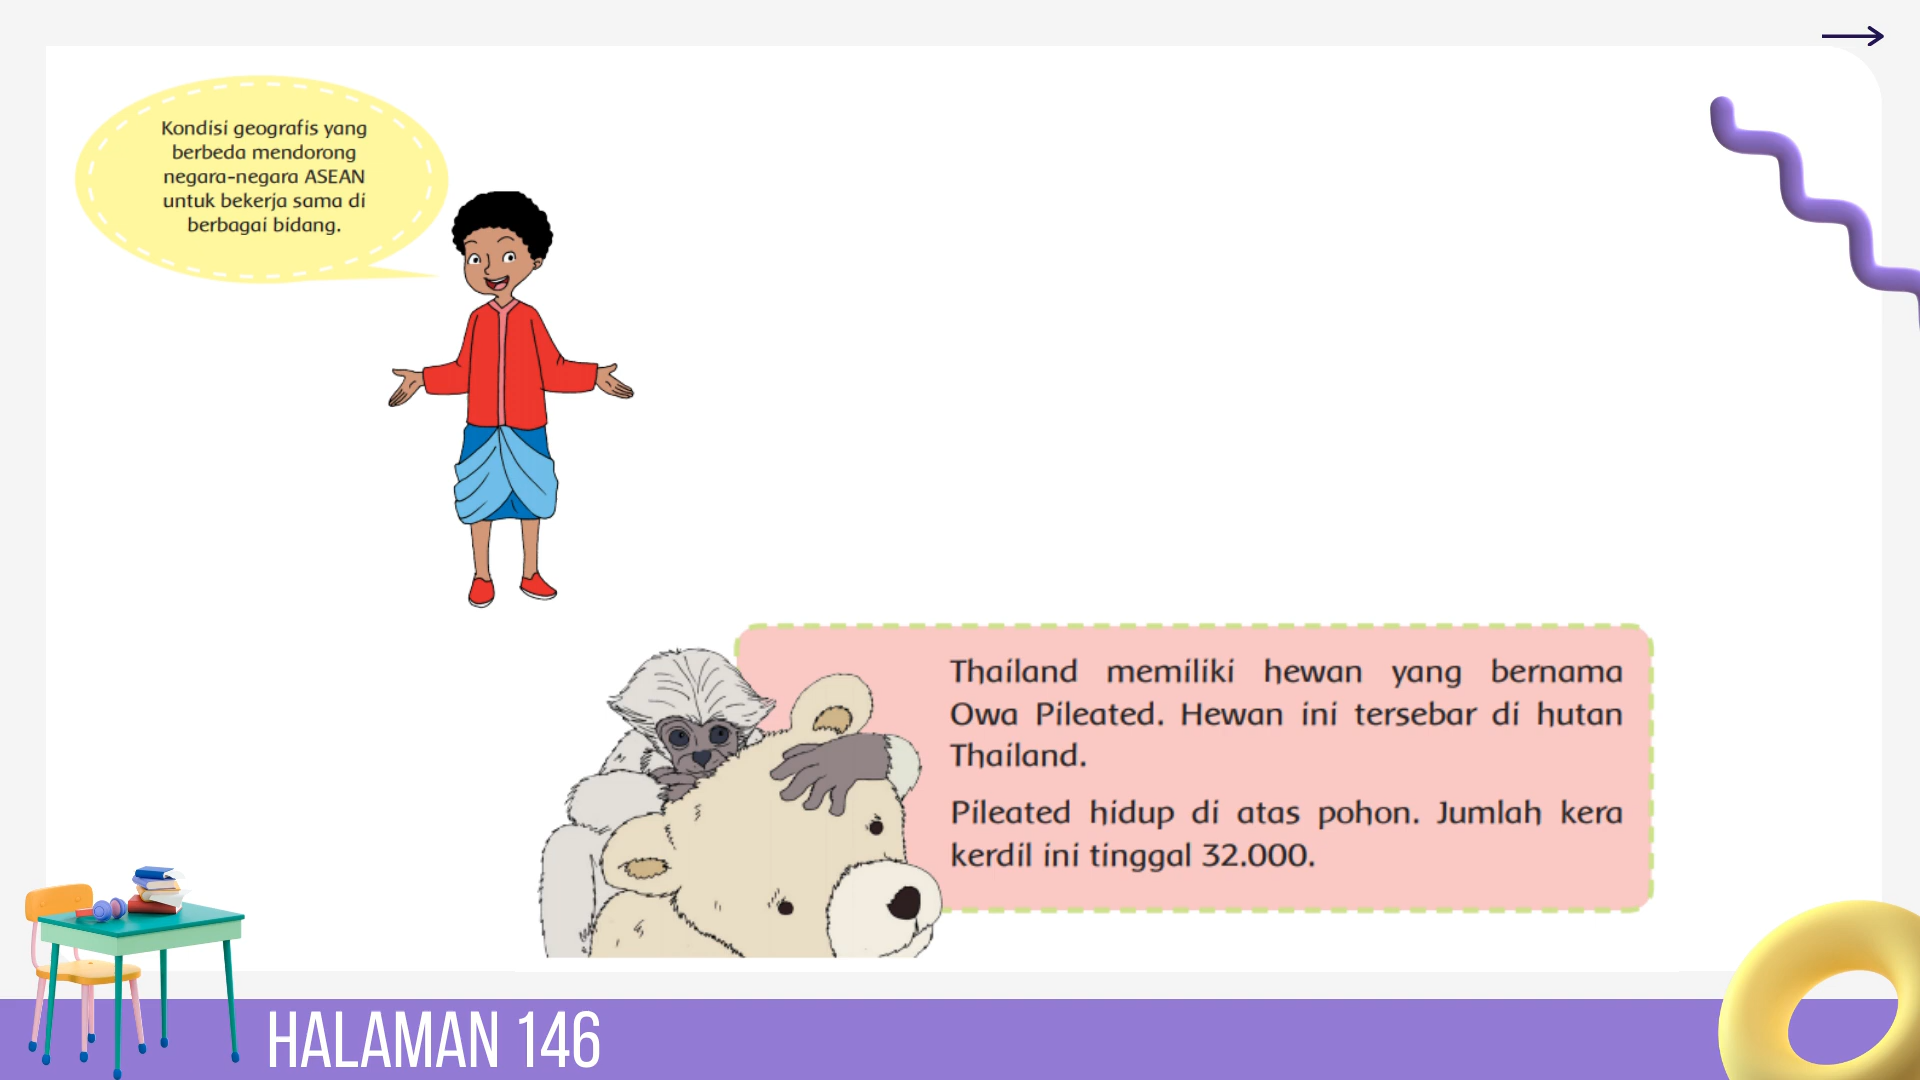 Kondisi geografis yang
berbeda mendorong
negara-negara ASEAN
untuk bekerja sama di
berbagai bidang.
Thailand memiliki hewan yang bernama
Owa Pileated. Hewan ini tersebar di hutan
Thailand.
Pileated hidup di atas pohon. Jumlah kera
kerdil ini tinggal 32.000.
HALAMAN 146